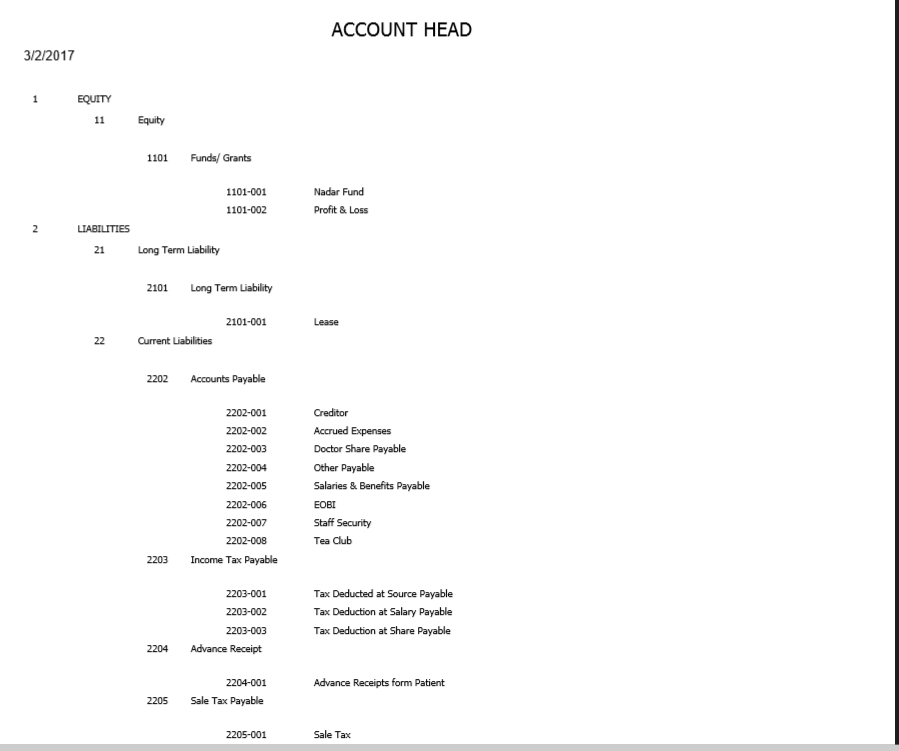 ACCOUNT HEAD
3/2/2017
1 EQUITY
11 Equity
1101 Funds/ Grants
1101-001 Nadar Fund
1101-002 Profit & Loss
2 LIABILITIES
21 Long Term Liability
2101 Long Term Liability
2101-001 Lease
22 Current Liabilities
2202 Accounts Payable
2202-001 Creditor
2202-002 Accrued Expenses
2202-003 Doctor Share Payable
2202-004 Other Payable
2202-005 Salaries & Benefits Payable
2202-006 EOBI
2202-007 Staff Security
2202-008 Tea Club
2203 Income Tax Payable
2203-001 Tax Deducted at Source Payable
2203-002 Tax Deduction at Salary Payable
2203-003 Tax Deduction at Share Payable
2204 Advance Receipt
2204-001 Advance Receipts form Patient
2205 Sale Tax Payable
2205-001 Sale Tax